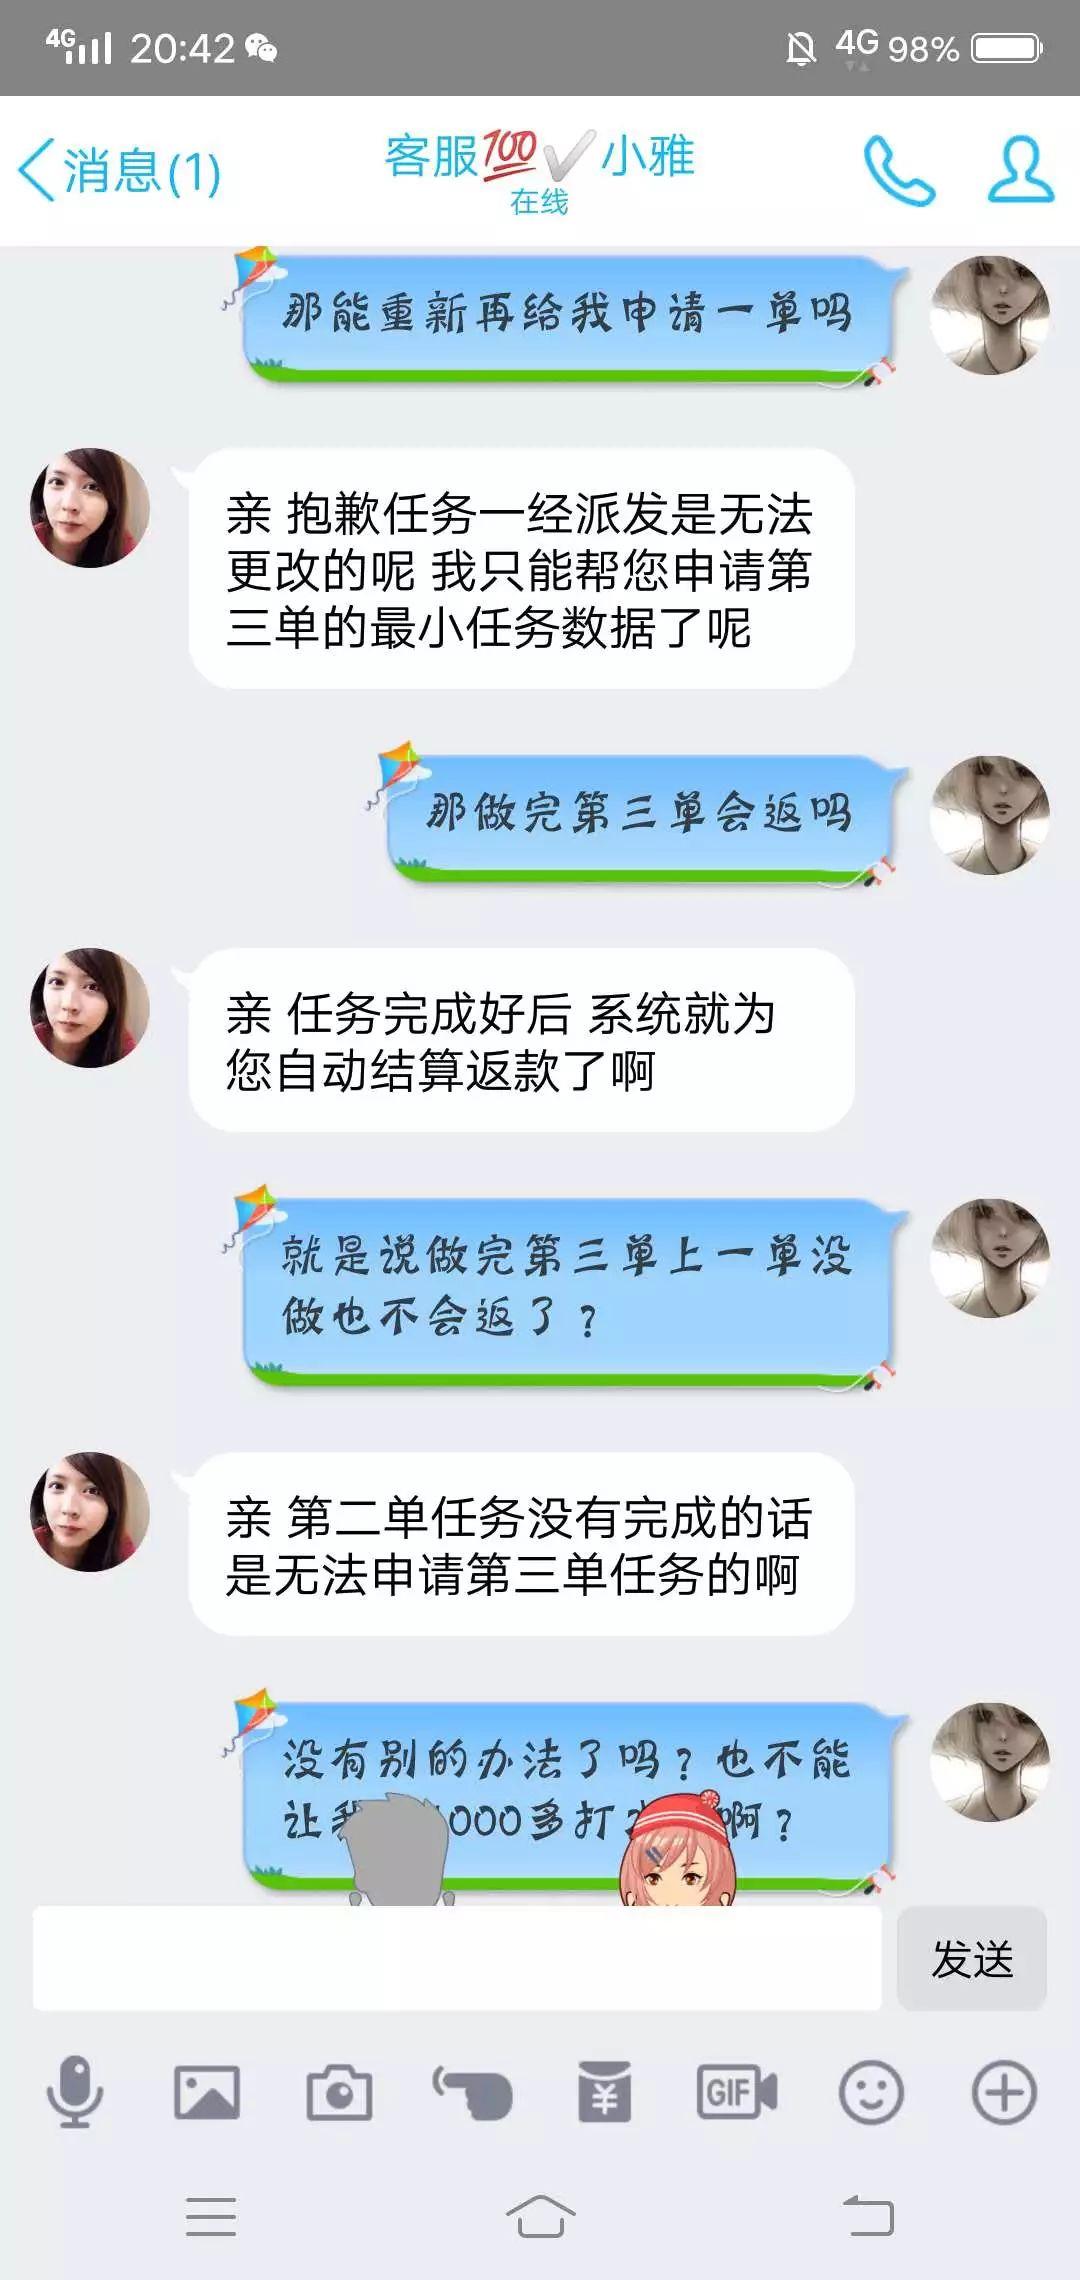 4G 20:42 4G 98%
消息(1)
客服💯✔小雅
在线
那能重新再给我申请一单吗
亲 抱歉任务一经派发是无法
更改的呢 我只能帮您申请第
三单的最小任务数据了呢
那做完第三单会返吗
亲 任务完成好后 系统就为
您自动结算返款了啊
就是说做完第三单上一单没
做也不会返了？
亲 第二单任务没有完成的话
是无法申请第三单任务的啊
没有别的办法了吗？也不能
让我 000多打 啊？
发送
GIF